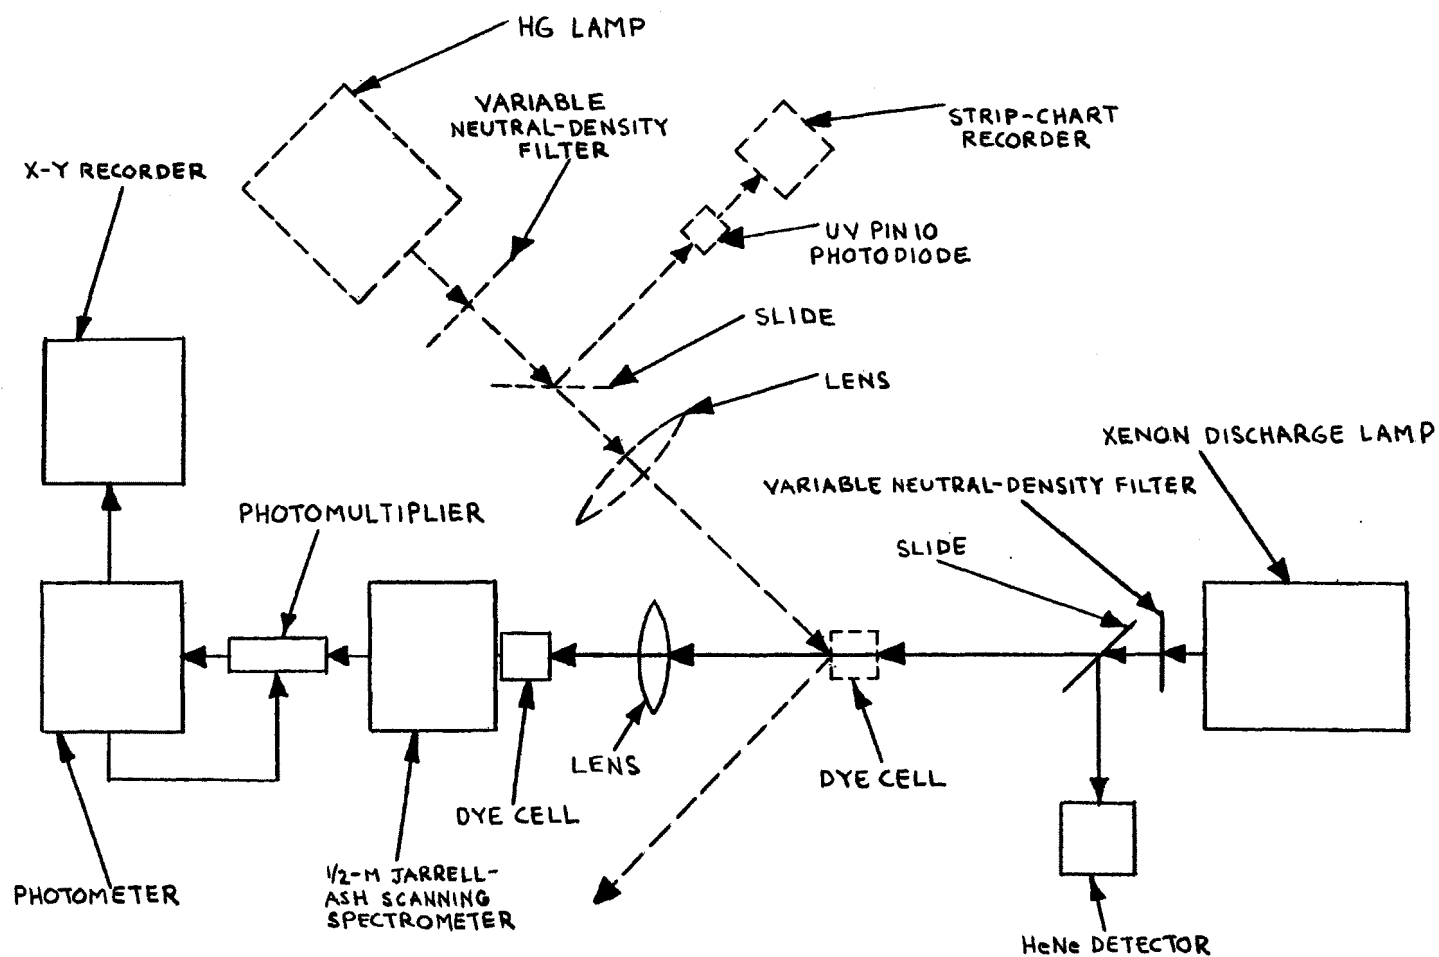 HG LAMP
VARIABLE
NEUTRAL-DENSITY
FILTER
STRIP-CHART
RECORDER
X-Y RECORDER
UV PIN 10
PHOTODIODE
SLIDE
LENS
XENON DISCHARGE LAMP
VARIABLE NEUTRAL-DENSITY FILTER
PHOTOMULTIPLIER
SLIDE
LENS
DYE CELL
DYE CELL
1/2-M JARRELL-
ASH SCANNING
SPECTROMETER
PHOTOMETER
HeNe DETECTOR